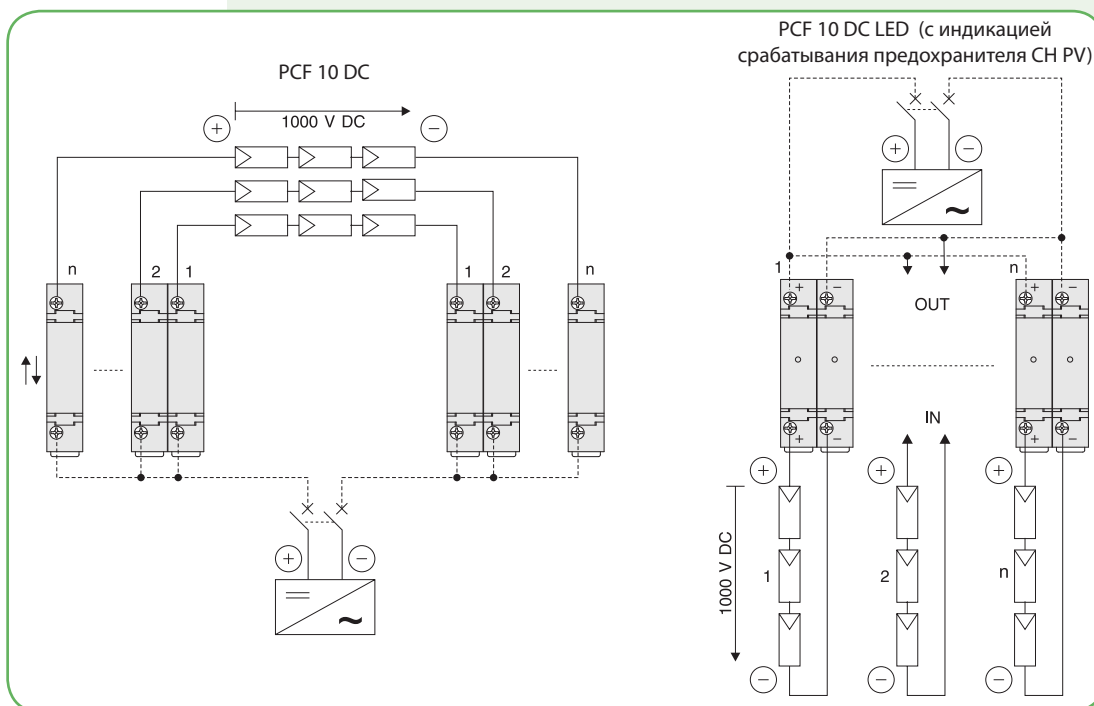 PCF 10 DC
1000 V DC
+ −
n 2 1 1 2 n
+ −
=
~
PCF 10 DC LED (с индикацией
срабатывания предохранителя CH PV)
+ −
=
~
1 n
+ − + −
OUT
IN
+ − + −
+ + +
1000 V DC
1 2 n
− − −